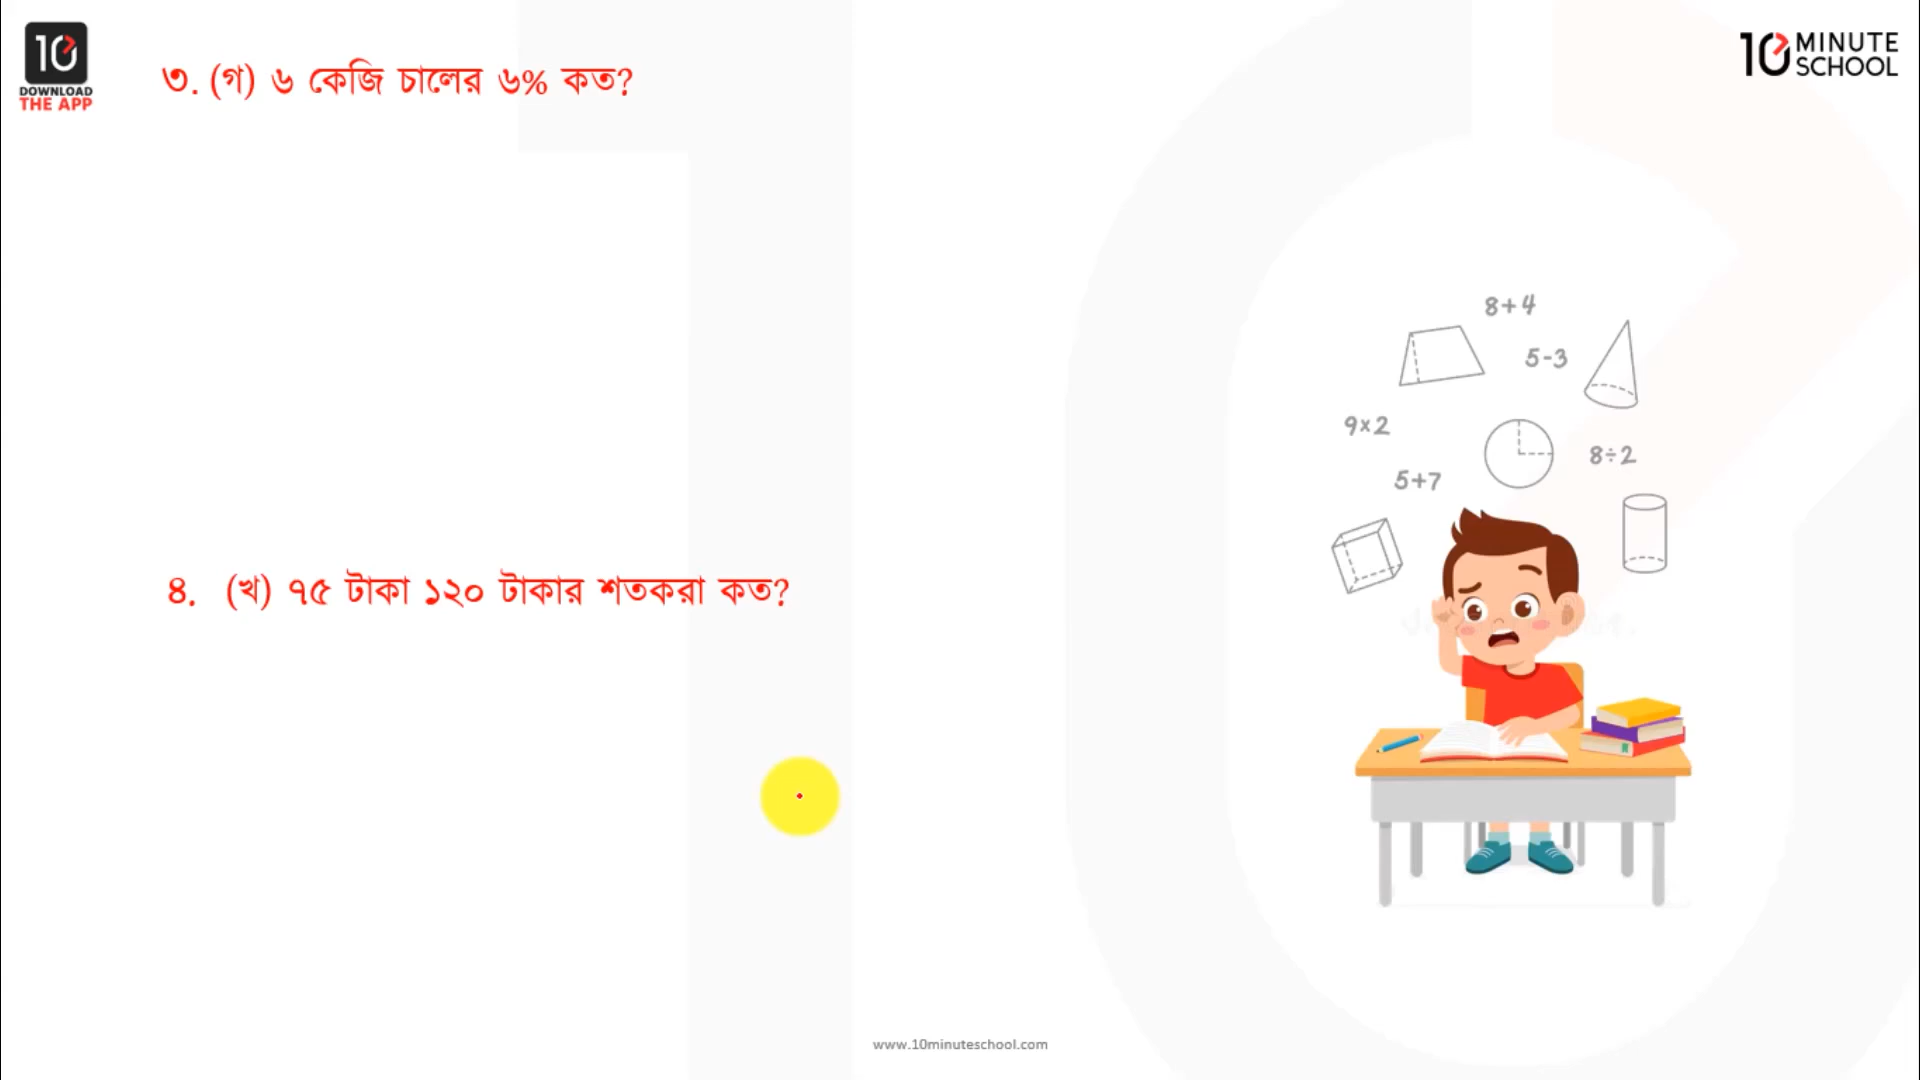 10
DOWNLOAD
THE APP
৩. (গ) ৬ কেজি চালের ৬% কত?
10 MINUTE
SCHOOL
8+4
5-3
9×2
8÷2
5+7
৪. (খ) ৭৫ টাকা ১২০ টাকার শতকরা কত?
www.10minuteschool.com